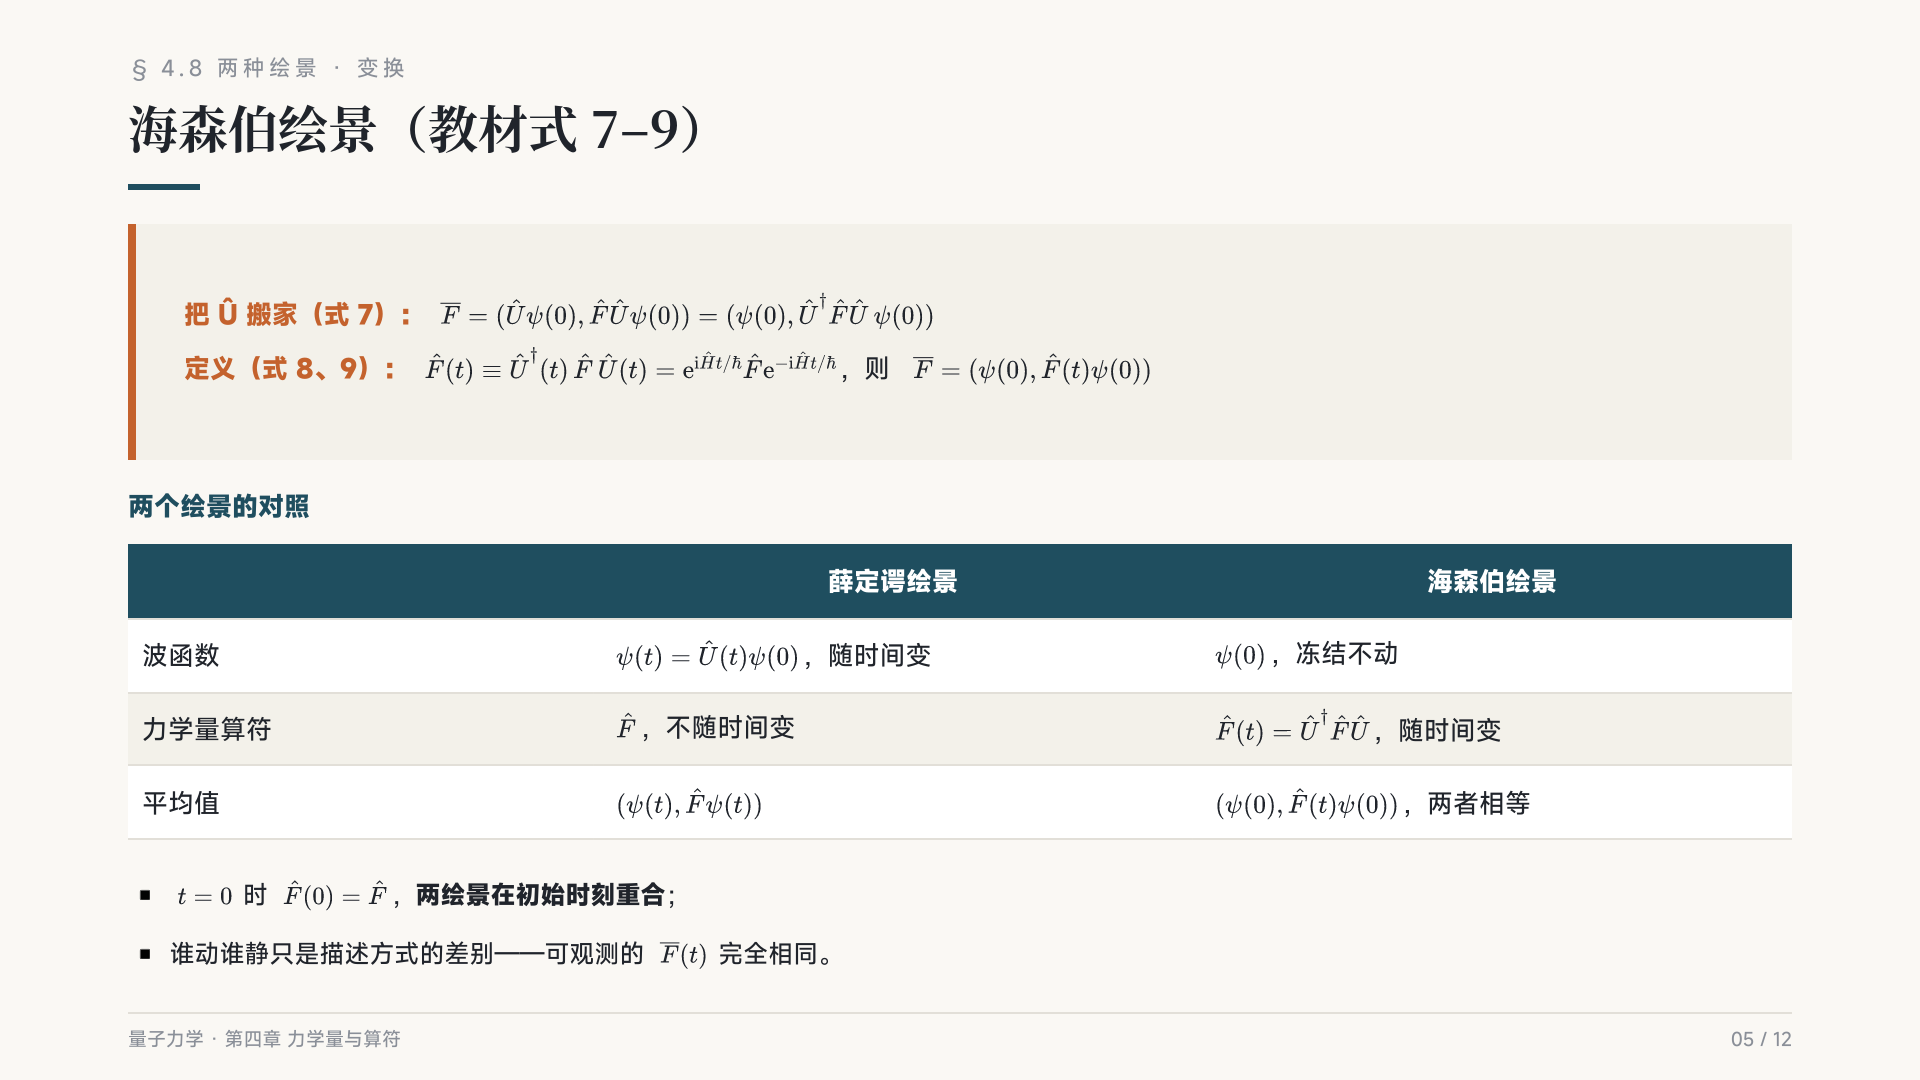 § 4.8 两种绘景 · 变换
海森伯绘景（教材式 7–9）
把 Û 搬家（式 7）： F̅ = (Ûψ(0), F̂Ûψ(0)) = (ψ(0), Û†F̂Û ψ(0))
定义（式 8、9）： F̂(t) ≡ Û†(t) F̂ Û(t) = e^{iĤt/ħ}F̂e^{−iĤt/ħ}，则 F̅ = (ψ(0), F̂(t)ψ(0))
两个绘景的对照
薛定谔绘景 海森伯绘景
波函数 ψ(t) = Û(t)ψ(0)，随时间变 ψ(0)，冻结不动
力学量算符 F̂，不随时间变 F̂(t) = Û†F̂Û，随时间变
平均值 (ψ(t), F̂ψ(t)) (ψ(0), F̂(t)ψ(0))，两者相等
▪ t = 0 时 F̂(0) = F̂，两绘景在初始时刻重合；
▪ 谁动谁静只是描述方式的差别——可观测的 F̅(t) 完全相同。
量子力学 · 第四章 力学量与算符 05 / 12